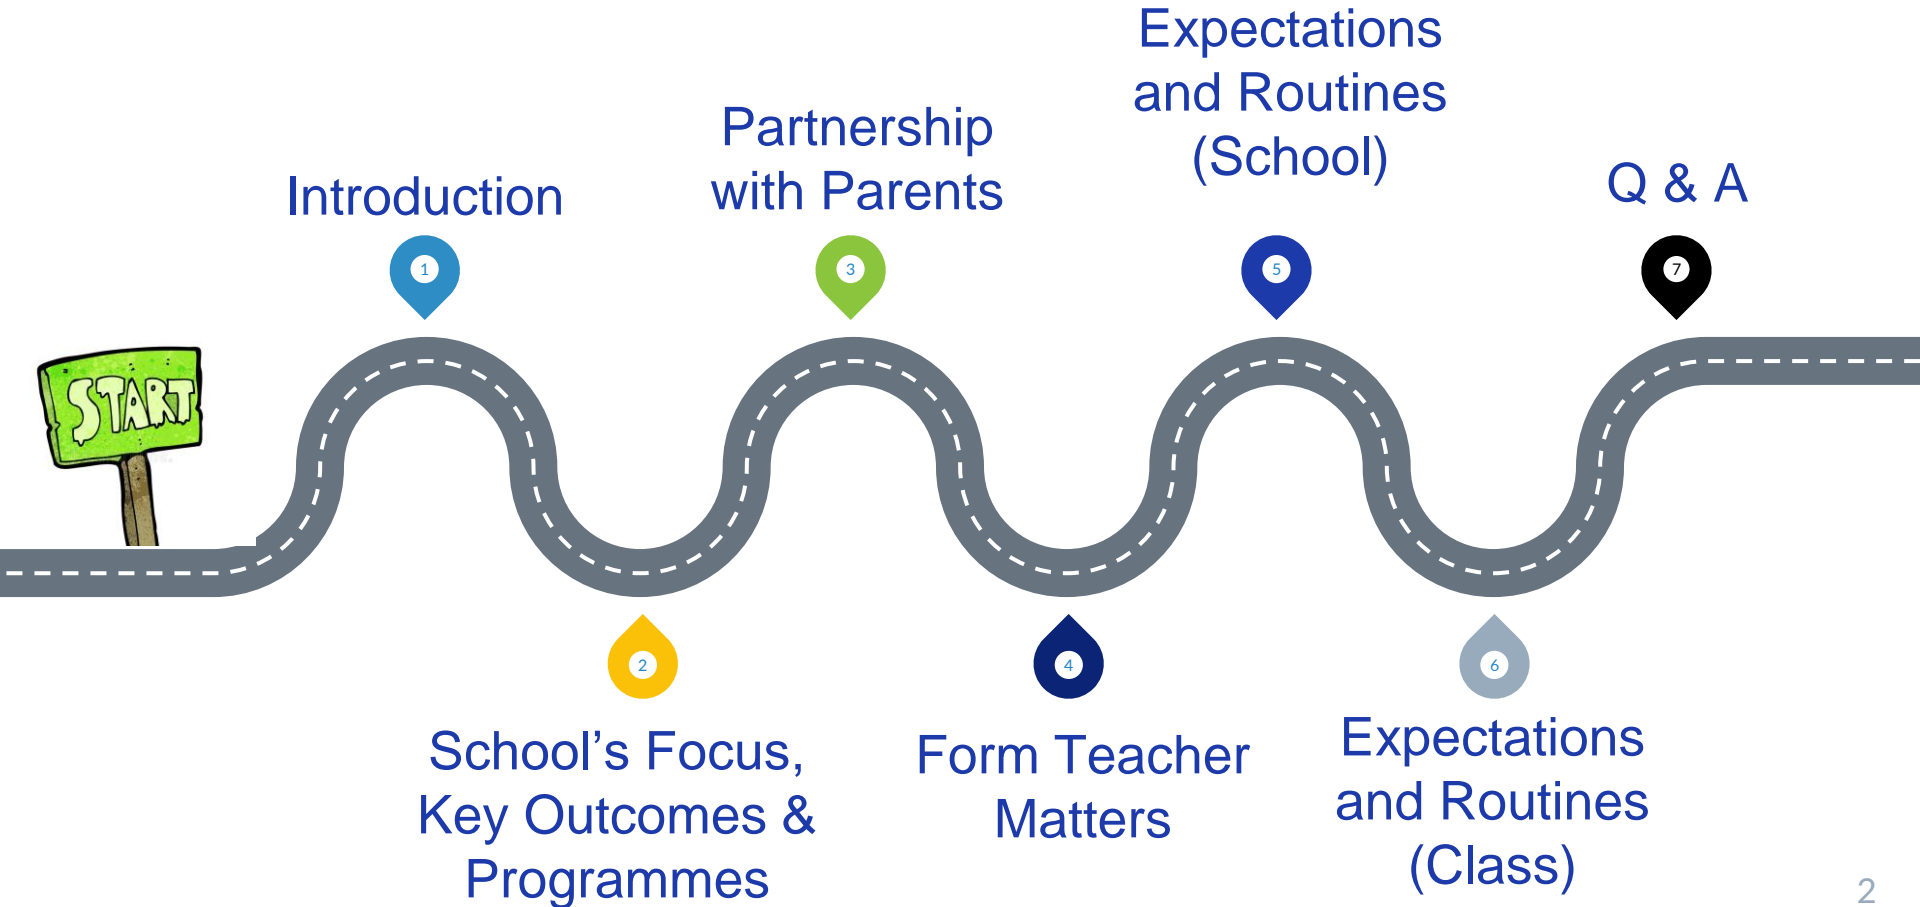 START
Introduction
1
2
School’s Focus,
Key Outcomes &
Programmes
Partnership
with Parents
3
4
Form Teacher
Matters
Expectations
and Routines
(School)
5
6
Expectations
and Routines
(Class)
Q & A
7
2